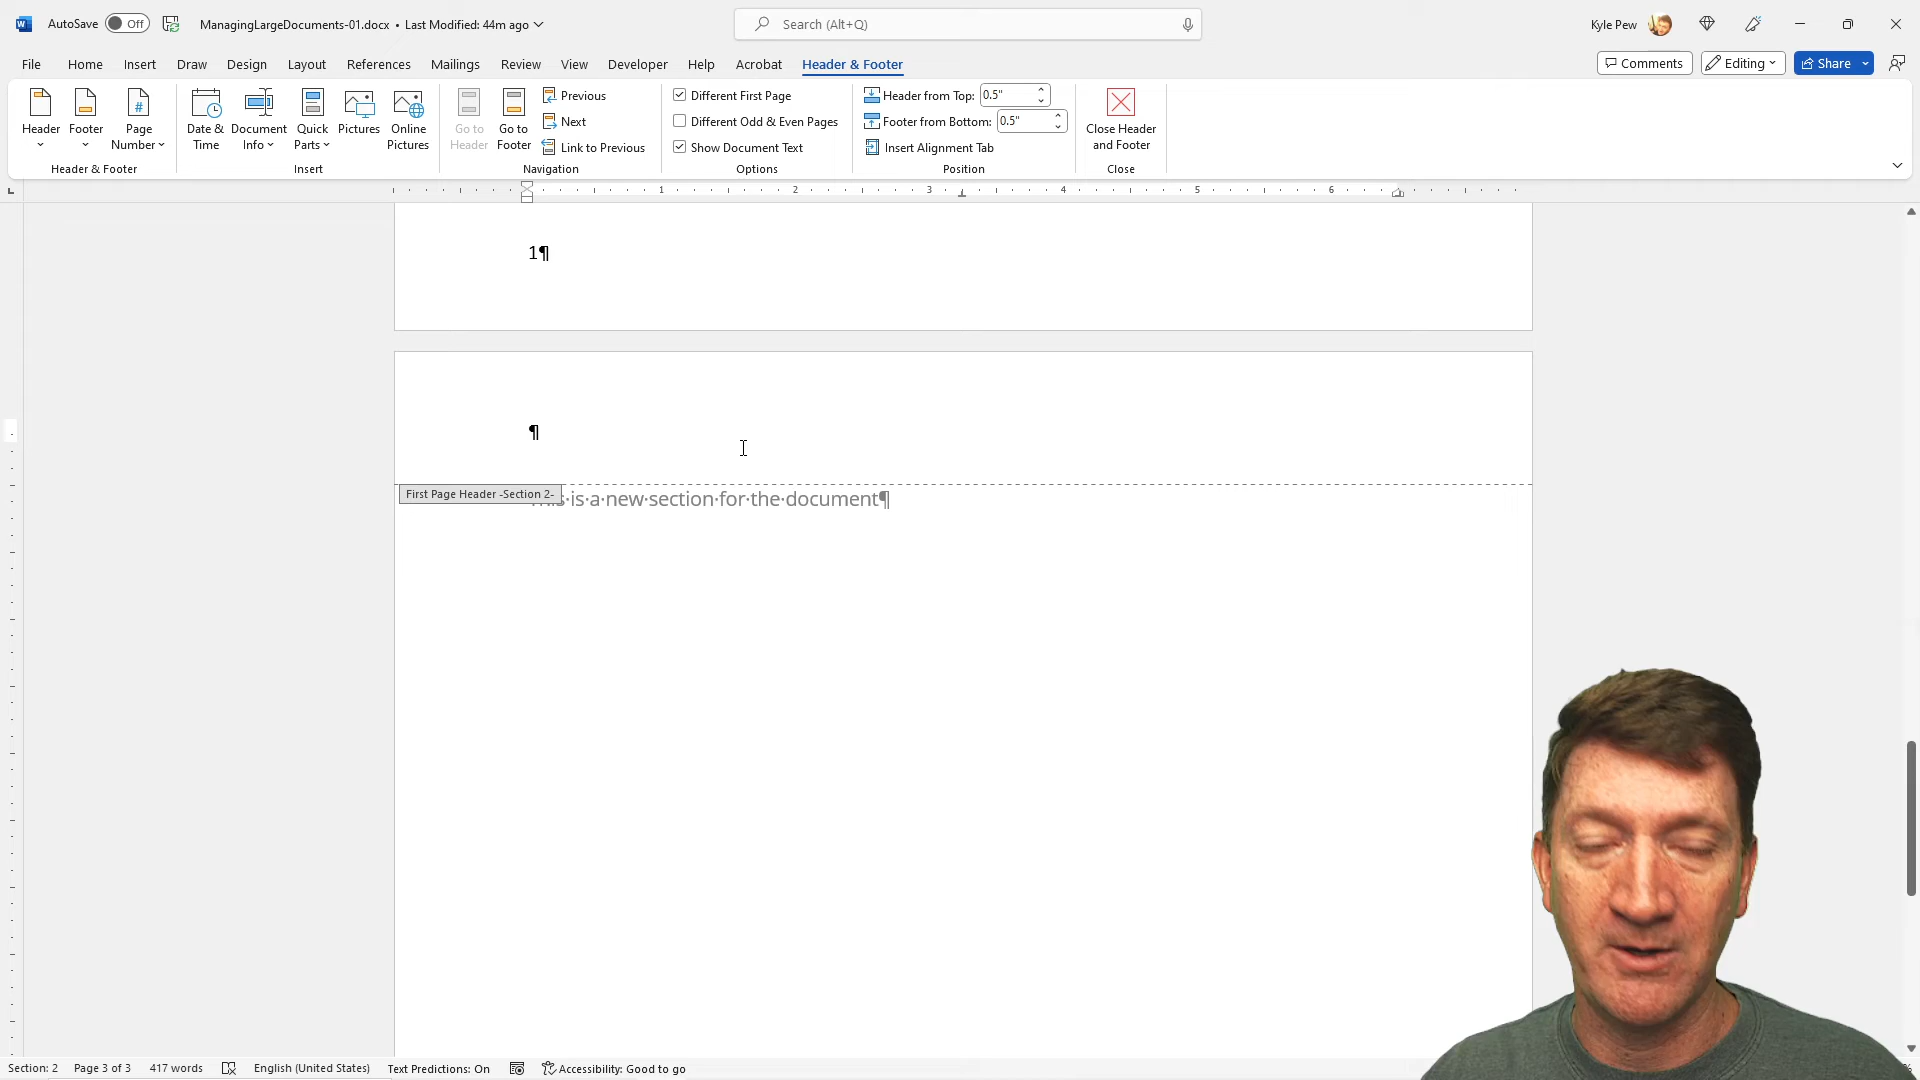 AutoSave Off ManagingLargeDocuments-01.docx • Last Modified: 44m ago Search (Alt+Q) Kyle Pew
File Home Insert Draw Design Layout References Mailings Review View Developer Help Acrobat Header & Footer Comments Editing Share
Header Footer Page Number Date & Time Document Info Quick Parts Pictures Online Pictures Go to Header Go to Footer
Previous
Next
Link to Previous
Different First Page
Different Odd & Even Pages
Show Document Text
Header from Top: 0.5"
Footer from Bottom: 0.5"
Insert Alignment Tab
Close Header and Footer
Header & Footer Insert Navigation Options Position Close
1 2 3 4 5 6
1¶
¶
First Page Header -Section 2-
is·a·new·section·for·the·document¶
Section: 2 Page 3 of 3 417 words English (United States) Text Predictions: On Accessibility: Good to go